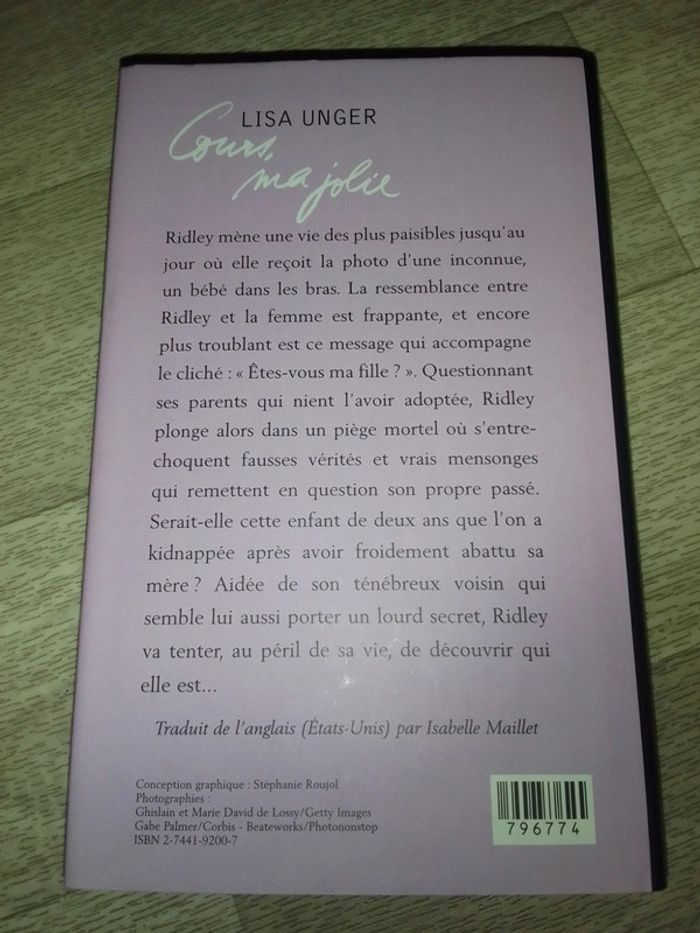 LISA UNGER
Cours,
ma jolie
Ridley mène une vie des plus paisibles jusqu'au
jour où elle reçoit la photo d'une inconnue,
un bébé dans les bras. La ressemblance entre
Ridley et la femme est frappante, et encore
plus troublant est ce message qui accompagne
le cliché : « Êtes-vous ma fille ? ». Questionnant
ses parents qui nient l'avoir adoptée, Ridley
plonge alors dans un piège mortel où s'entre-
choquent fausses vérités et vrais mensonges
qui remettent en question son propre passé.
Serait-elle cette enfant de deux ans que l'on a
kidnappée après avoir froidement abattu sa
mère ? Aidée de son ténébreux voisin qui
semble lui aussi porter un lourd secret, Ridley
va tenter, au péril de sa vie, de découvrir qui
elle est...
Traduit de l'anglais (États-Unis) par Isabelle Maillet
Conception graphique : Stéphanie Roujol
Photographies :
Ghislain et Marie David de Lossy/Getty Images
Gabe Palmer/Corbis - Beateworks/Photononstop
ISBN 2-7441-9200-7
796774